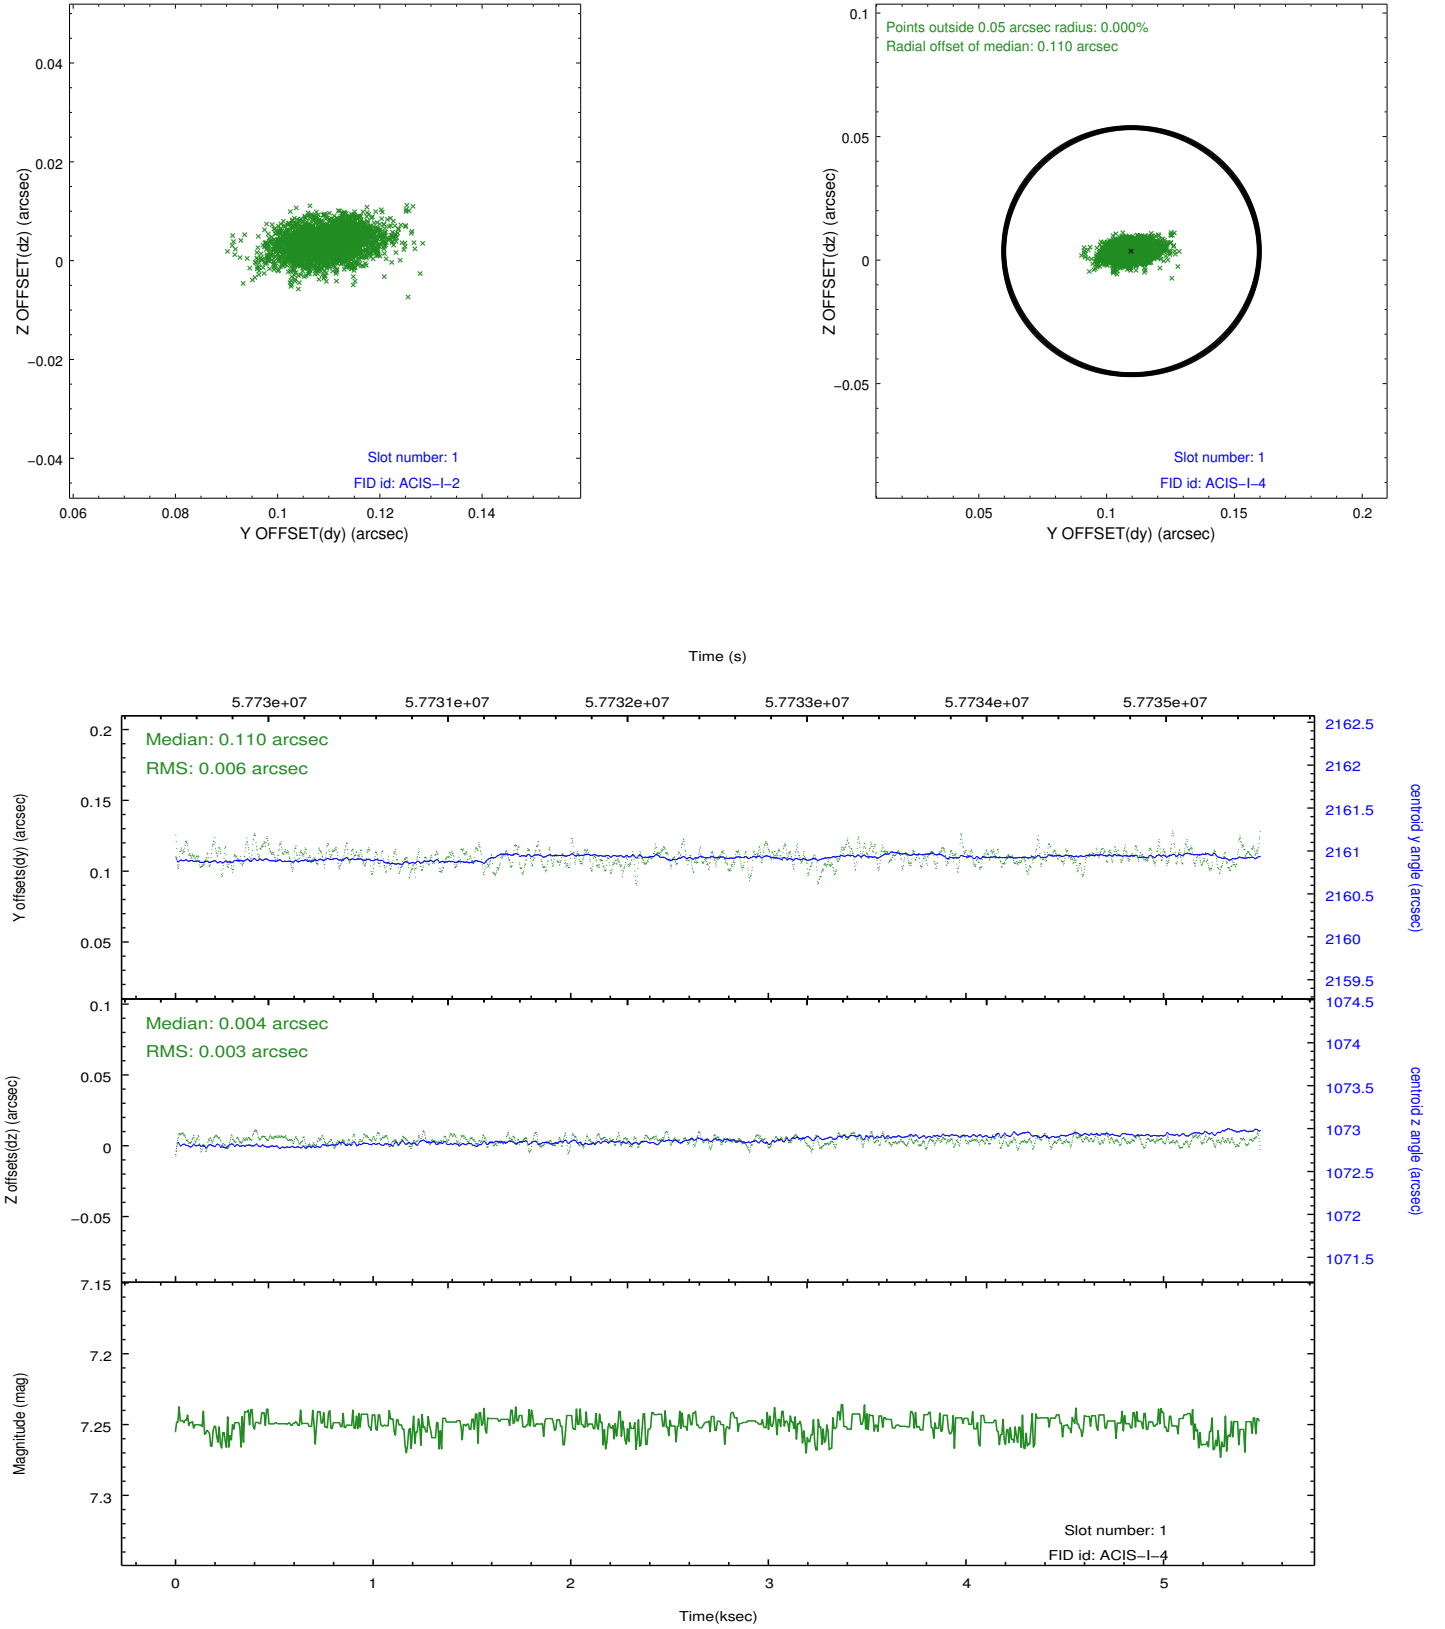 0.04
0.02
0
−0.02
−0.04
Z OFFSET(dz) (arcsec)
Slot number: 1
FID id: ACIS−I−2
0.06
0.08
0.1
0.12
0.14
Y OFFSET(dy) (arcsec)
Points outside 0.05 arcsec radius: 0.000%
Radial offset of median: 0.110 arcsec
0.1
0.05
0
−0.05
Z OFFSET(dz) (arcsec)
Slot number: 1
FID id: ACIS−I−4
0.05
0.1
0.15
0.2
Y OFFSET(dy) (arcsec)
Time (s)
5.773e+07
5.7731e+07
5.7732e+07
5.7733e+07
5.7734e+07
5.7735e+07
Median: 0.110 arcsec
RMS: 0.006 arcsec
0.2
0.15
0.1
0.05
Y offsets(dy) (arcsec)
2162.5
2162
2161.5
2161
2160.5
2160
2159.5
centroid y angle (arcsec)
Median: 0.004 arcsec
RMS: 0.003 arcsec
0.1
0.05
0
−0.05
Z offsets(dz) (arcsec)
1074.5
1074
1073.5
1073
1072.5
1072
1071.5
centroid z angle (arcsec)
7.15
7.2
7.25
7.3
Magnitude (mag)
Slot number: 1
FID id: ACIS−I−4
0
1
2
3
4
5
Time(ksec)